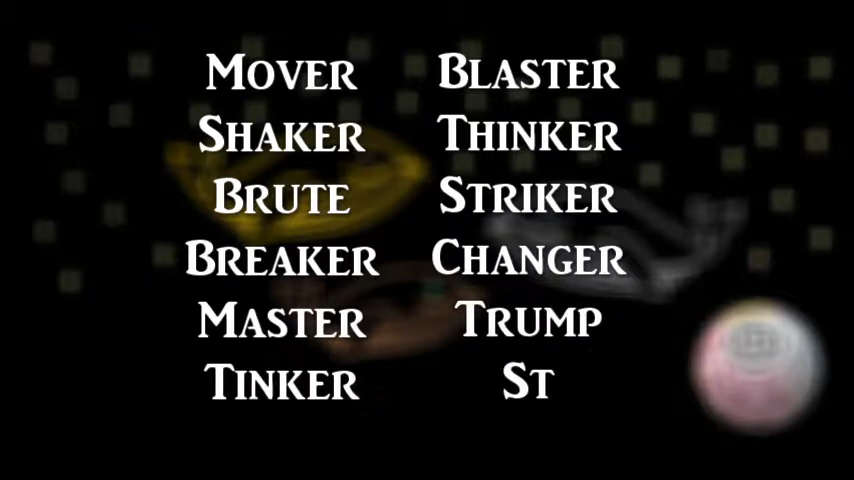 Mover Blaster
Shaker Thinker
Brute Striker
Breaker Changer
Master Trump
Tinker St